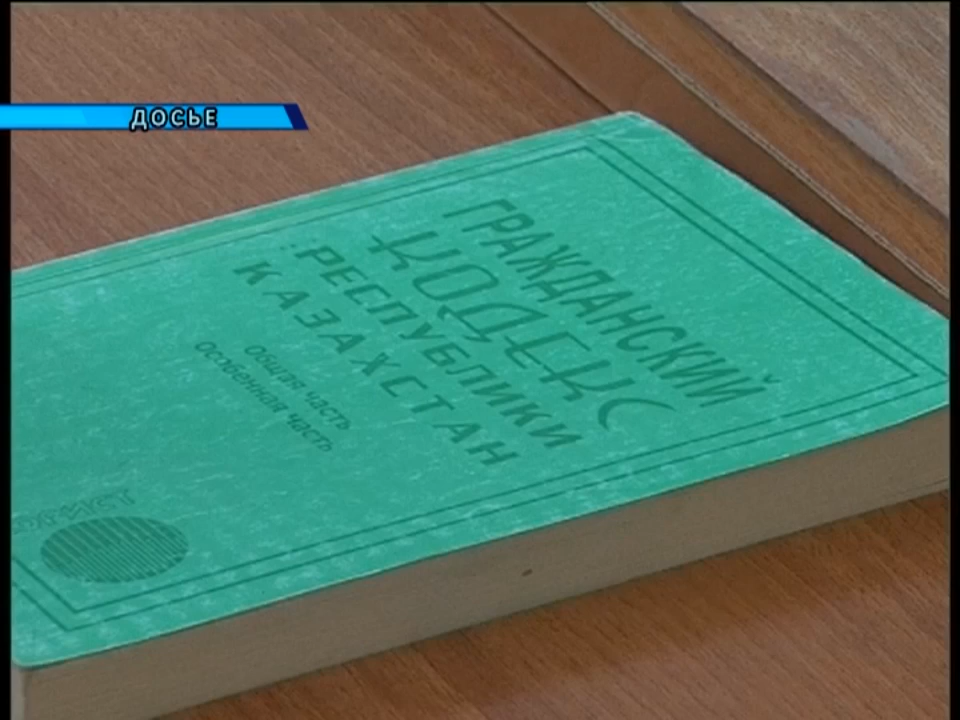 ДОСЬЕ
ГРАЖДАНСКИЙ
КОДЕКС
РЕСПУБЛИКИ
КАЗАХСТАН
Общая часть
Особенная часть